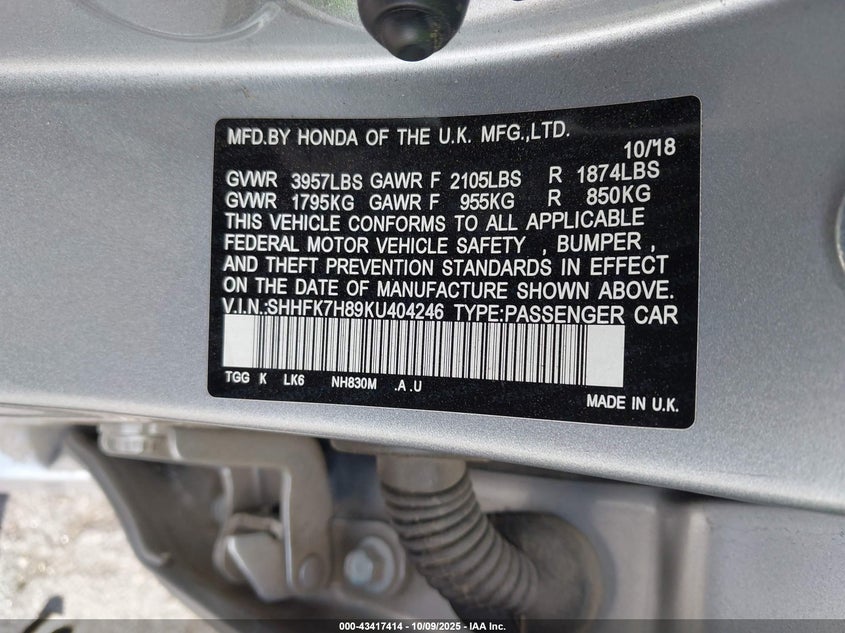 MFD.BY HONDA OF THE U.K. MFG.,LTD.
10/'18
GVWR 3957LBS GAWR F 2105LBS R 1874LBS
GVWR 1795KG GAWR F 955KG R 850KG
THIS VEHICLE CONFORMS TO ALL APPLICABLE
FEDERAL MOTOR VEHICLE SAFETY , BUMPER ,
AND THEFT PREVENTION STANDARDS IN EFFECT
ON THE DATE OF MANUFACTURE SHOWN ABOVE.
V.I.N.:SHHFK7H89KU404246 TYPE:PASSENGER CAR
TGG K LK6 NH830M .A .U
MADE IN U.K.
000-43417414 - 10/09/2025 - IAA Inc.